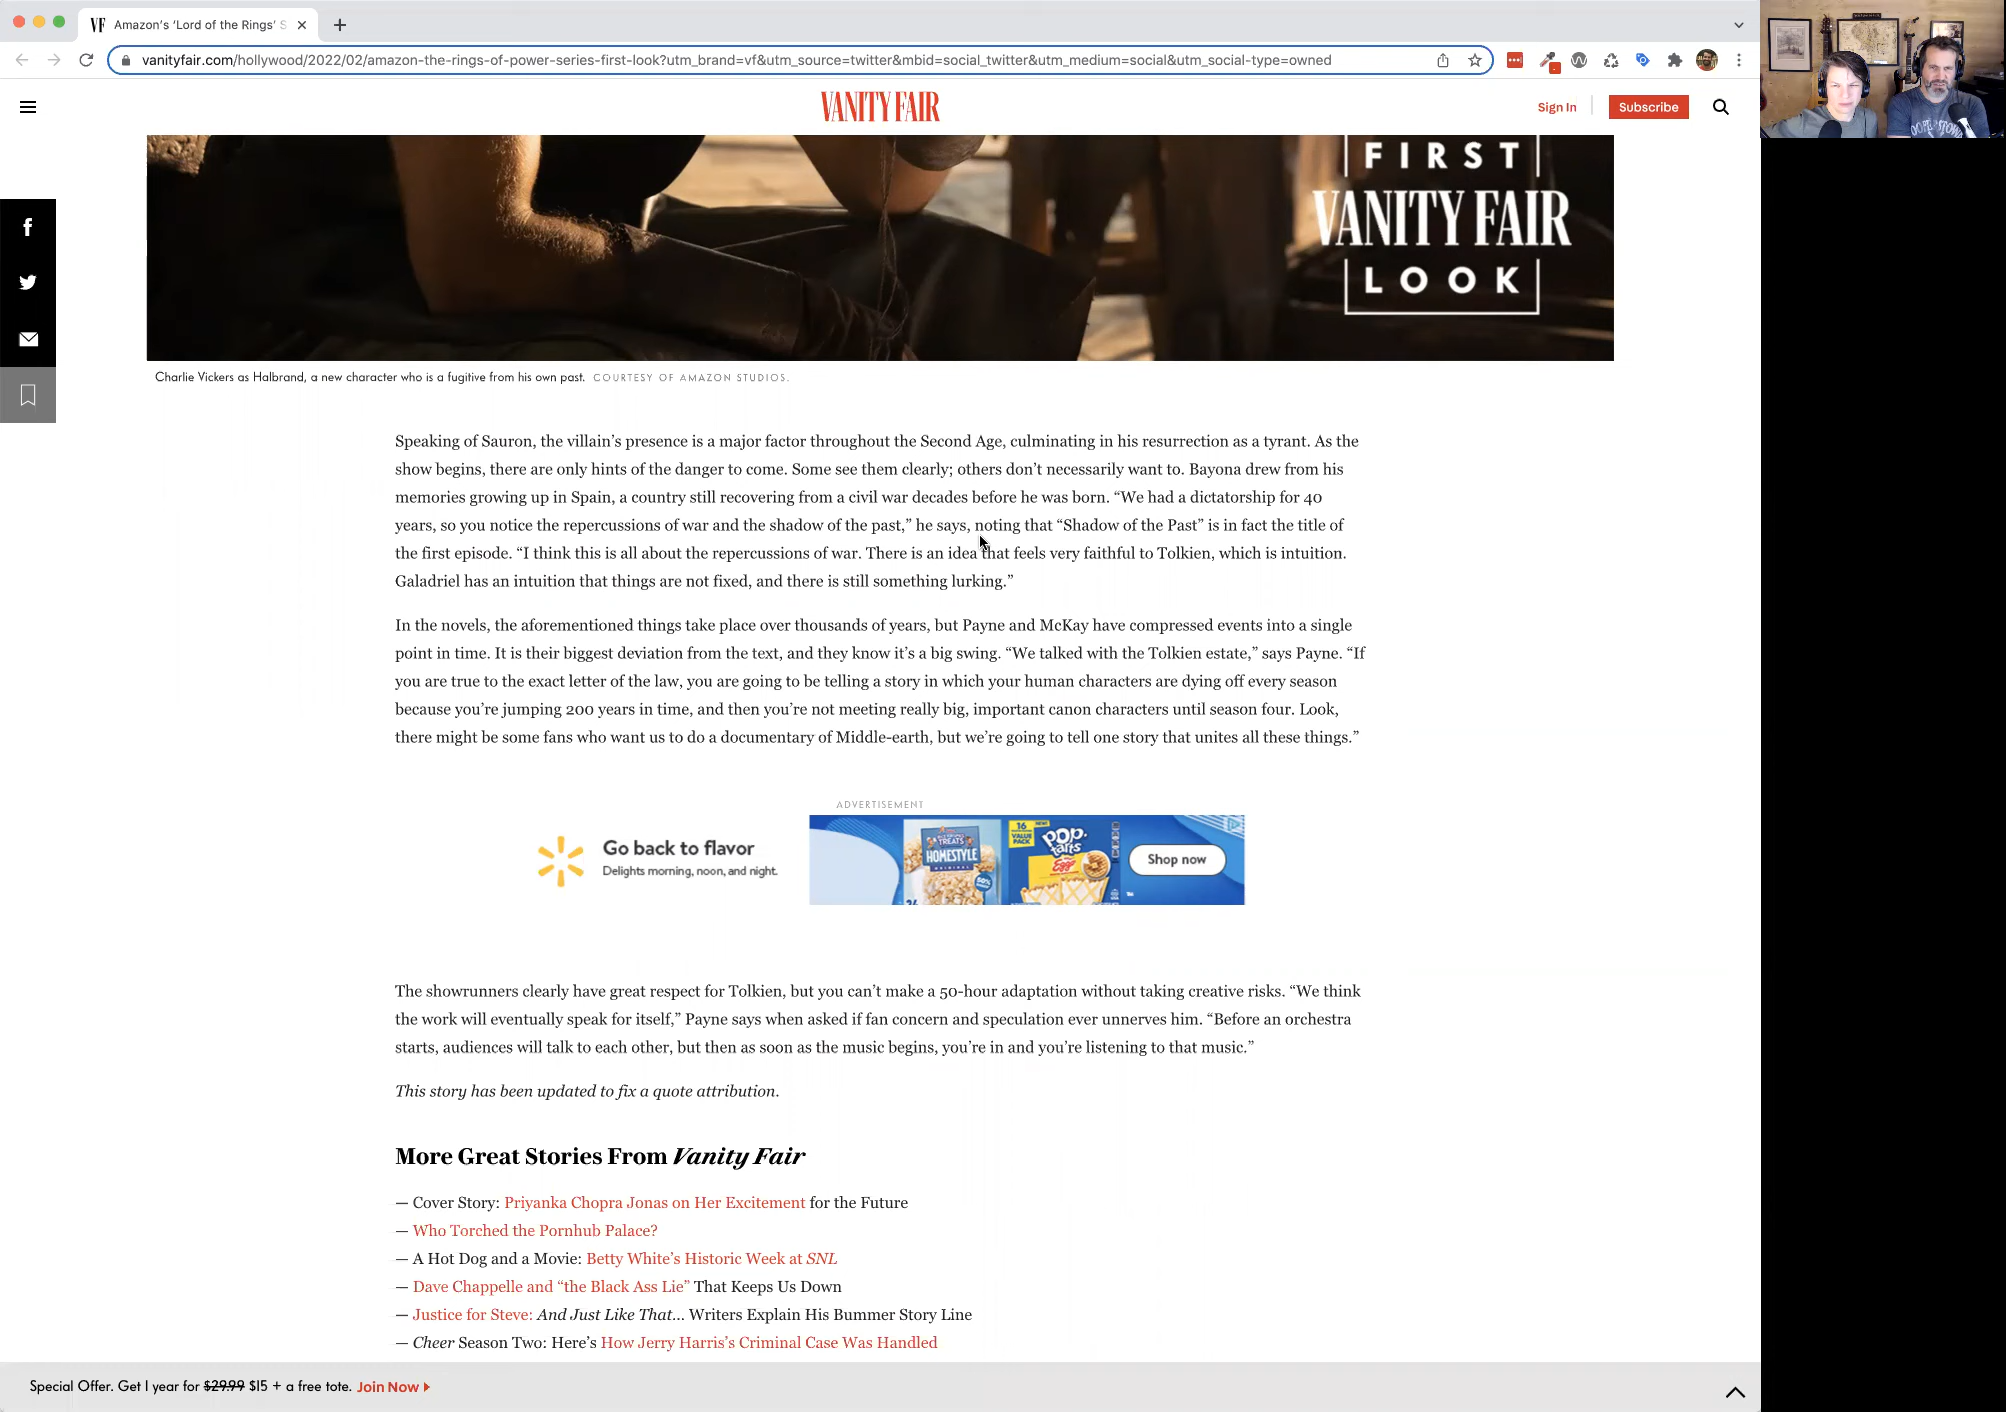 VF Amazon's 'Lord of the Rings' S
vanityfair.com/hollywood/2022/02/amazon-the-rings-of-power-series-first-look?utm_brand=vf&utm_source=twitter&mbid=social_twitter&utm_medium=social&utm_social-type=owned
VANITY FAIR
Sign In
Subscribe
FIRST
VANITY FAIR
LOOK
Charlie Vickers as Halbrand, a new character who is a fugitive from his own past. COURTESY OF AMAZON STUDIOS.
Speaking of Sauron, the villain's presence is a major factor throughout the Second Age, culminating in his resurrection as a tyrant. As the
show begins, there are only hints of the danger to come. Some see them clearly; others don't necessarily want to. Bayona drew from his
memories growing up in Spain, a country still recovering from a civil war decades before he was born. “We had a dictatorship for 40
years, so you notice the repercussions of war and the shadow of the past,” he says, noting that “Shadow of the Past” is in fact the title of
the first episode. “I think this is all about the repercussions of war. There is an idea that feels very faithful to Tolkien, which is intuition.
Galadriel has an intuition that things are not fixed, and there is still something lurking.”
In the novels, the aforementioned things take place over thousands of years, but Payne and McKay have compressed events into a single
point in time. It is their biggest deviation from the text, and they know it's a big swing. “We talked with the Tolkien estate,” says Payne. “If
you are true to the exact letter of the law, you are going to be telling a story in which your human characters are dying off every season
because you're jumping 200 years in time, and then you're not meeting really big, important canon characters until season four. Look,
there might be some fans who want us to do a documentary of Middle-earth, but we're going to tell one story that unites all these things.”
ADVERTISEMENT
Go back to flavor
Delights morning, noon, and night.
TREATS
HOMESTYLE
16
VALUE
PACK
pop.
tarts
Eggo
Shop now
The showrunners clearly have great respect for Tolkien, but you can't make a 50-hour adaptation without taking creative risks. “We think
the work will eventually speak for itself,” Payne says when asked if fan concern and speculation ever unnerves him. “Before an orchestra
starts, audiences will talk to each other, but then as soon as the music begins, you're in and you're listening to that music.”
This story has been updated to fix a quote attribution.
More Great Stories From Vanity Fair
— Cover Story: Priyanka Chopra Jonas on Her Excitement for the Future
— Who Torched the Pornhub Palace?
— A Hot Dog and a Movie: Betty White's Historic Week at SNL
— Dave Chappelle and “the Black Ass Lie” That Keeps Us Down
— Justice for Steve: And Just Like That… Writers Explain His Bummer Story Line
— Cheer Season Two: Here's How Jerry Harris's Criminal Case Was Handled
Special Offer. Get 1 year for $29.99 $15 + a free tote. Join Now